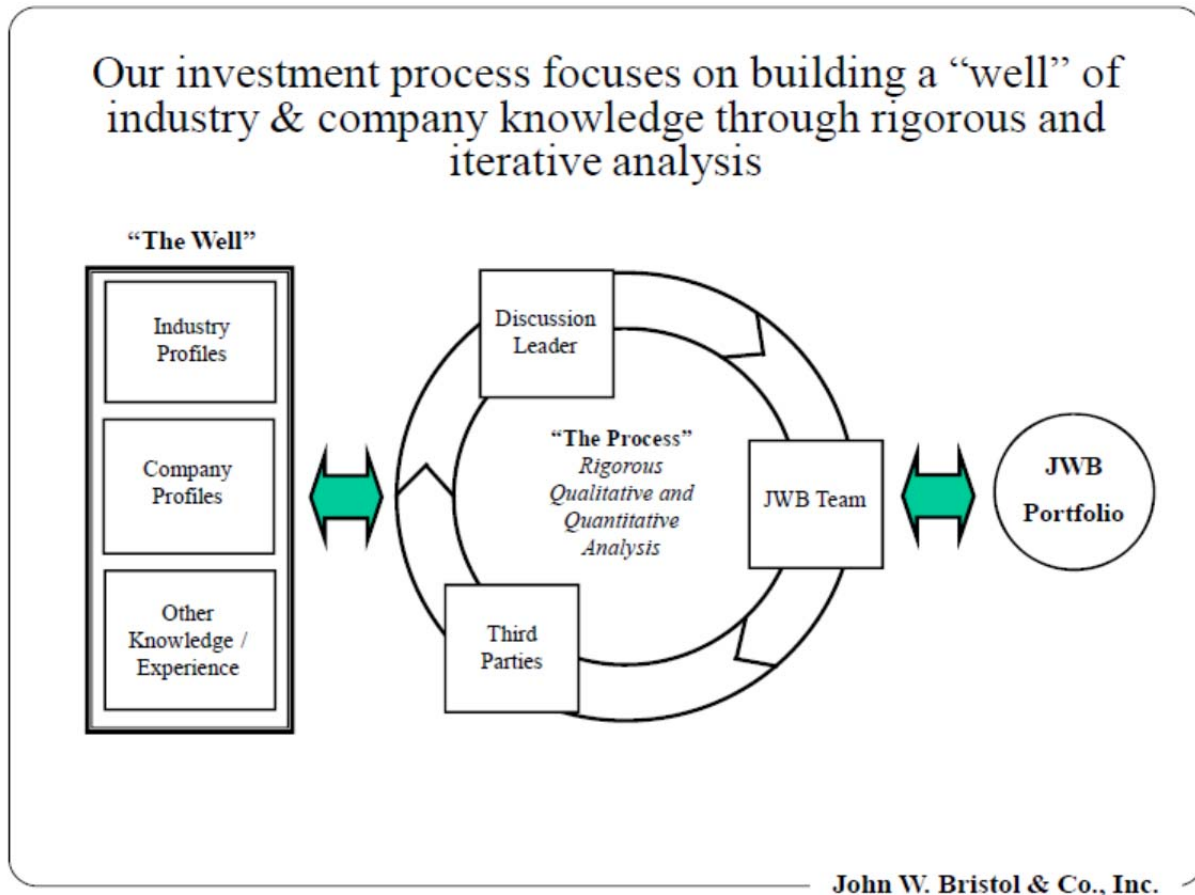 Our investment process focuses on building a “well” of
industry & company knowledge through rigorous and
iterative analysis
“The Well”
Industry
Profiles
Company
Profiles
Other
Knowledge /
Experience
Discussion
Leader
“The Process”
Rigorous
Qualitative and
Quantitative
Analysis
JWB Team
Third
Parties
JWB
Portfolio
John W. Bristol & Co., Inc.